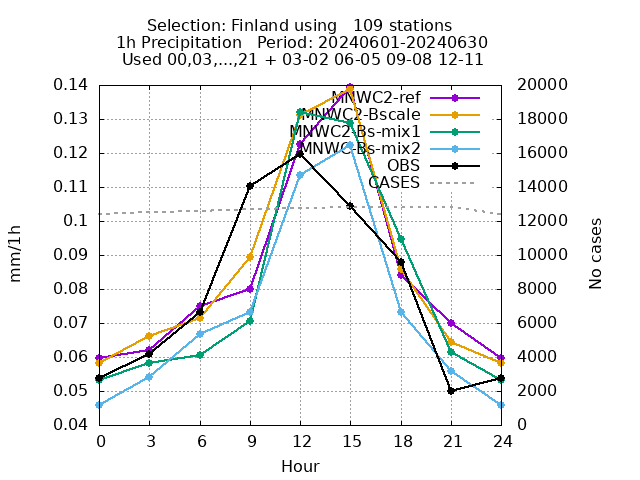 Selection: Finland using   109 stations
1h Precipitation   Period: 20240601-20240630
Used 00,03,...,21 + 03-02 06-05 09-08 12-11
0.14
0.13
0.12
0.11
0.1
0.09
0.08
0.07
0.06
0.05
0.04
20000
18000
16000
14000
12000
10000
8000
6000
4000
2000
0
MNWC2-ref
MNWC2-Bscale
MNWC2-Bs-mix1
MNWC-Bs-mix2
OBS
CASES
mm/1h
No cases
0 3 6 9 12 15 18 21 24
Hour